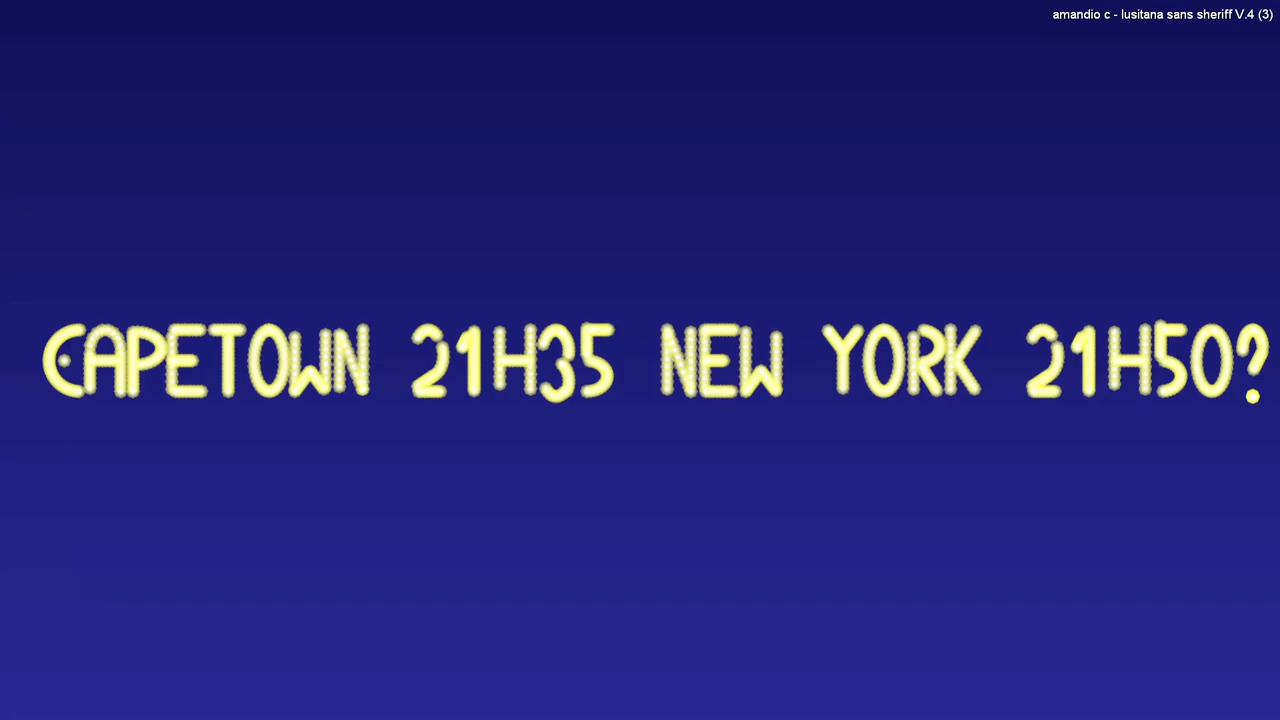 amandio c - lusitana sans sheriff V.4 (3)
CAPETOWN 21H35 NEW YORK 21H50?